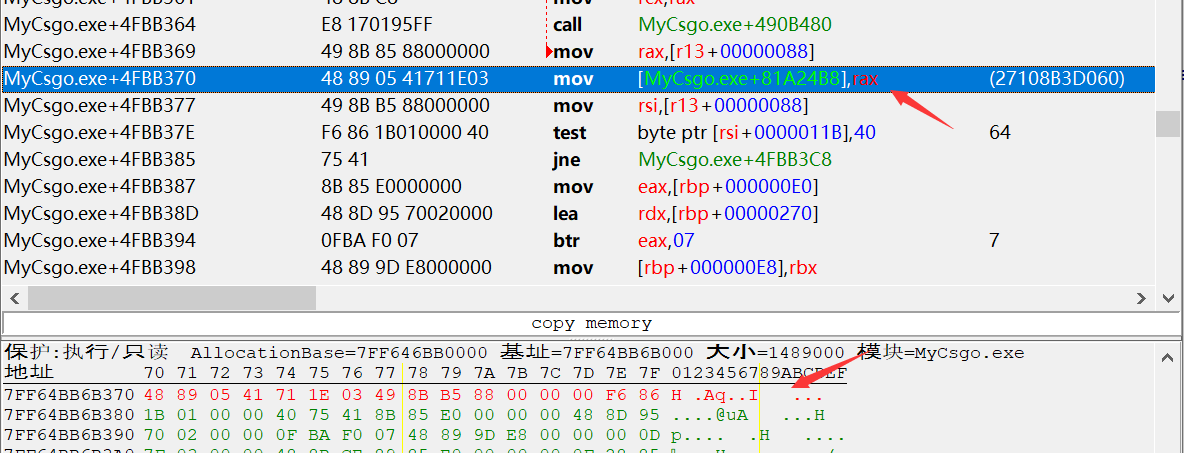 MyCsgo.exe+4FBB364 E8 170195FF call MyCsgo.exe+490B480
MyCsgo.exe+4FBB369 49 8B 85 88000000 mov rax,[r13+00000088]
MyCsgo.exe+4FBB370 48 89 05 41711E03 mov [MyCsgo.exe+81A24B8],rax (27108B3D060)
MyCsgo.exe+4FBB377 49 8B B5 88000000 mov rsi,[r13+00000088]
MyCsgo.exe+4FBB37E F6 86 1B010000 40 test byte ptr [rsi+0000011B],40 64
MyCsgo.exe+4FBB385 75 41 jne MyCsgo.exe+4FBB3C8
MyCsgo.exe+4FBB387 8B 85 E0000000 mov eax,[rbp+000000E0]
MyCsgo.exe+4FBB38D 48 8D 95 70020000 lea rdx,[rbp+00000270]
MyCsgo.exe+4FBB394 0FBA F0 07 btr eax,07 7
MyCsgo.exe+4FBB398 48 89 9D E8000000 mov [rbp+000000E8],rbx
copy memory
保护:执行/只读 AllocationBase=7FF646BB0000 基址=7FF64BB6B000 大小=1489000 模块=MyCsgo.exe
地址 70 71 72 73 74 75 76 77 78 79 7A 7B 7C 7D 7E 7F 0123456789ABCDEF
7FF64BB6B370 48 89 05 41 71 1E 03 49 8B B5 88 00 00 00 F6 86 H .Aq..I ...
7FF64BB6B380 1B 01 00 00 40 75 41 8B 85 E0 00 00 00 48 8D 95 ....@uA ...H
7FF64BB6B390 70 02 00 00 0F BA F0 07 48 89 9D E8 00 00 00 0D p.... .H ....